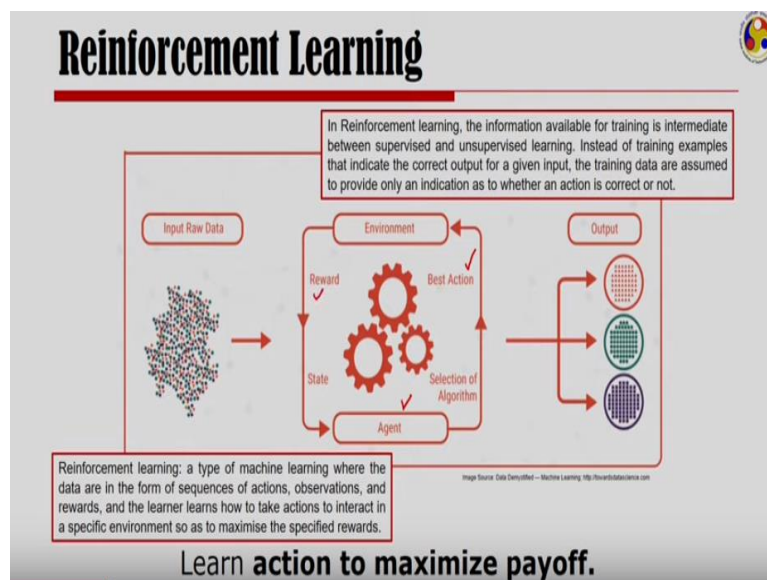 Reinforcement Learning
In Reinforcement learning, the information available for training is intermediate
between supervised and unsupervised learning. Instead of training examples
that indicate the correct output for a given input, the training data are assumed
to provide only an indication as to whether an action is correct or not.
Input Raw Data
Environment
Output
Reward
Best Action
State
Selection of
Algorithm
Agent
Reinforcement learning: a type of machine learning where the
data are in the form of sequences of actions, observations, and
rewards, and the learner learns how to take actions to interact in
a specific environment so as to maximise the specified rewards.
Image Source: Data Demystified — Machine Learning; http://towardsdatascience.com
Learn action to maximize payoff.